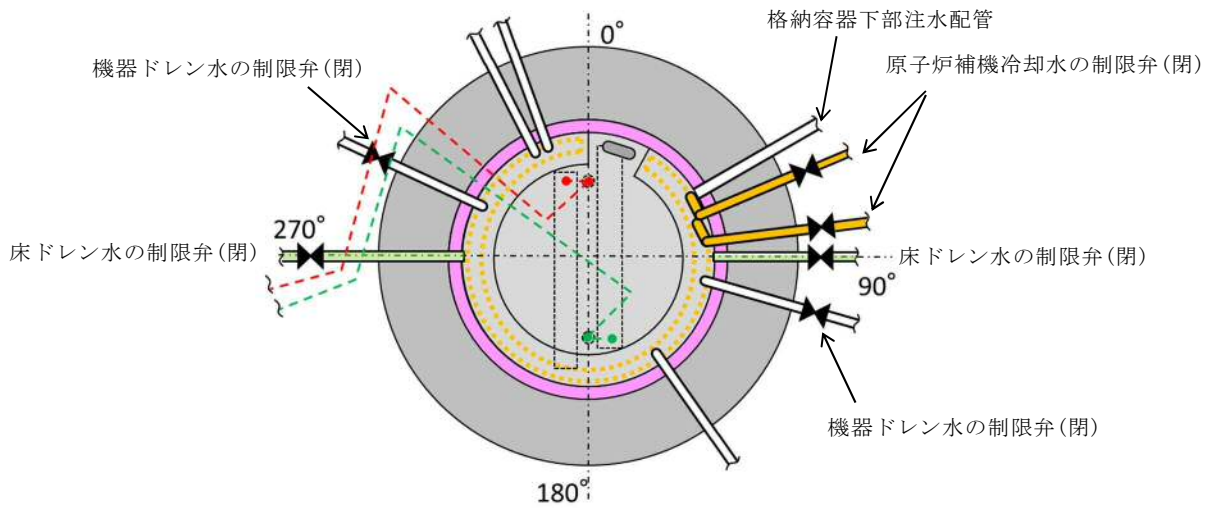 格納容器下部注水配管
0°
機器ドレン水の制限弁(閉)
原子炉補機冷却水の制限弁(閉)
270°
床ドレン水の制限弁(閉)
床ドレン水の制限弁(閉)
90°
機器ドレン水の制限弁(閉)
180°